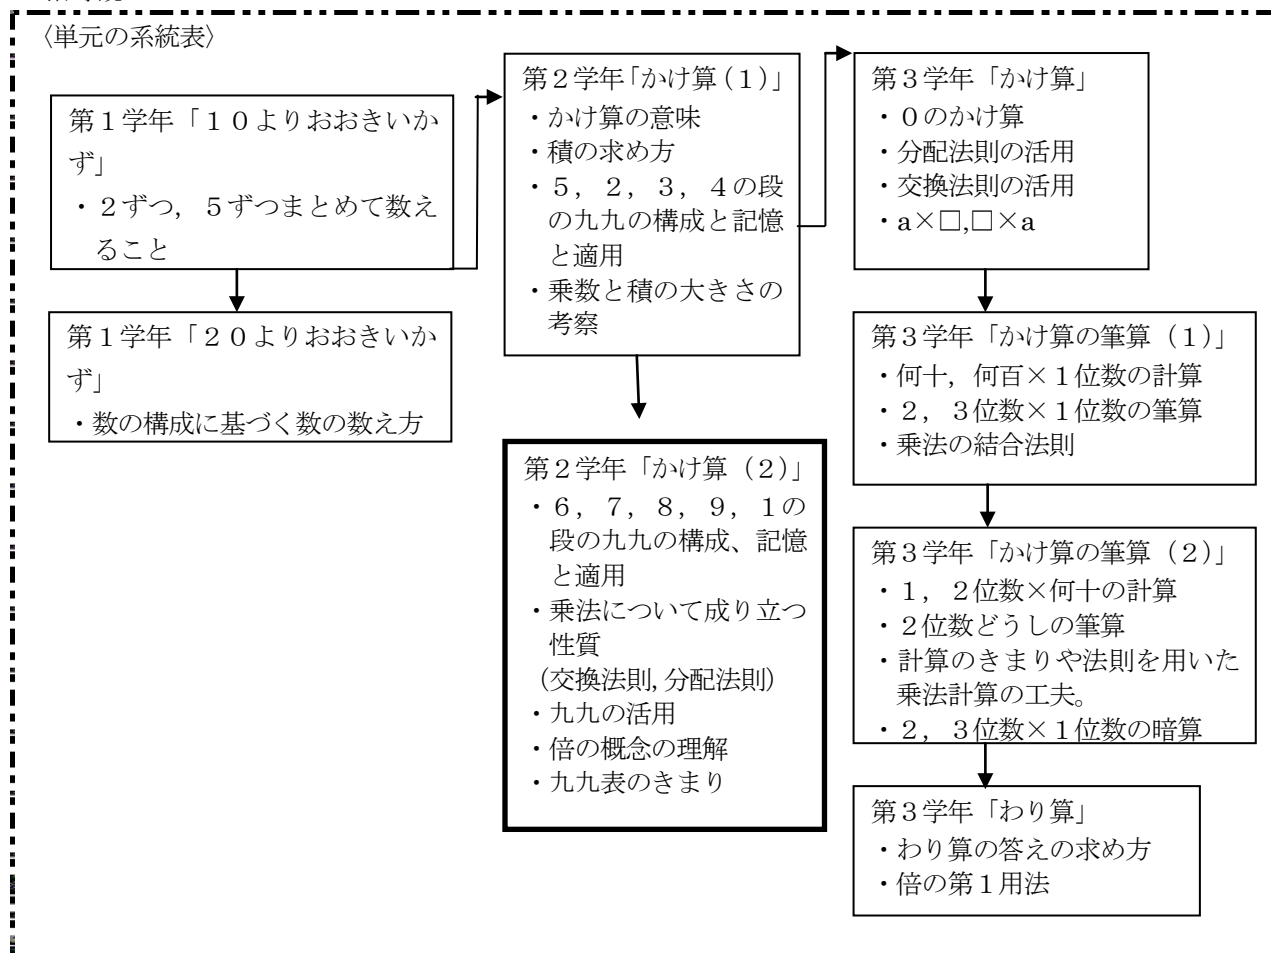 〈単元の系統表〉
第１学年「１０よりおおきいか
ず」
・２ずつ，５ずつまとめて数え
ること
第１学年「２０よりおおきいか
ず」
・数の構成に基づく数の数え方
第２学年「かけ算（１）」
・かけ算の意味
・積の求め方
・５，２，３，４の段
の九九の構成と記憶
と適用
・乗数と積の大きさの
考察
第２学年「かけ算（２）」
・６，７，８，９，１の
段の九九の構成、記憶
と適用
・乗法について成り立つ
性質
（交換法則，分配法則）
・九九の活用
・倍の概念の理解
・九九表のきまり
第３学年「かけ算」
・０のかけ算
・分配法則の活用
・交換法則の活用
・a×□,□×a
第３学年「かけ算の筆算（１）」
・何十，何百×１位数の計算
・２，３位数×１位数の筆算
・乗法の結合法則
第３学年「かけ算の筆算（２）」
・１，２位数×何十の計算
・２位数どうしの筆算
・計算のきまりや法則を用いた
乗法計算の工夫。
・２，３位数×１位数の暗算
第３学年「わり算」
・わり算の答えの求め方
・倍の第１用法